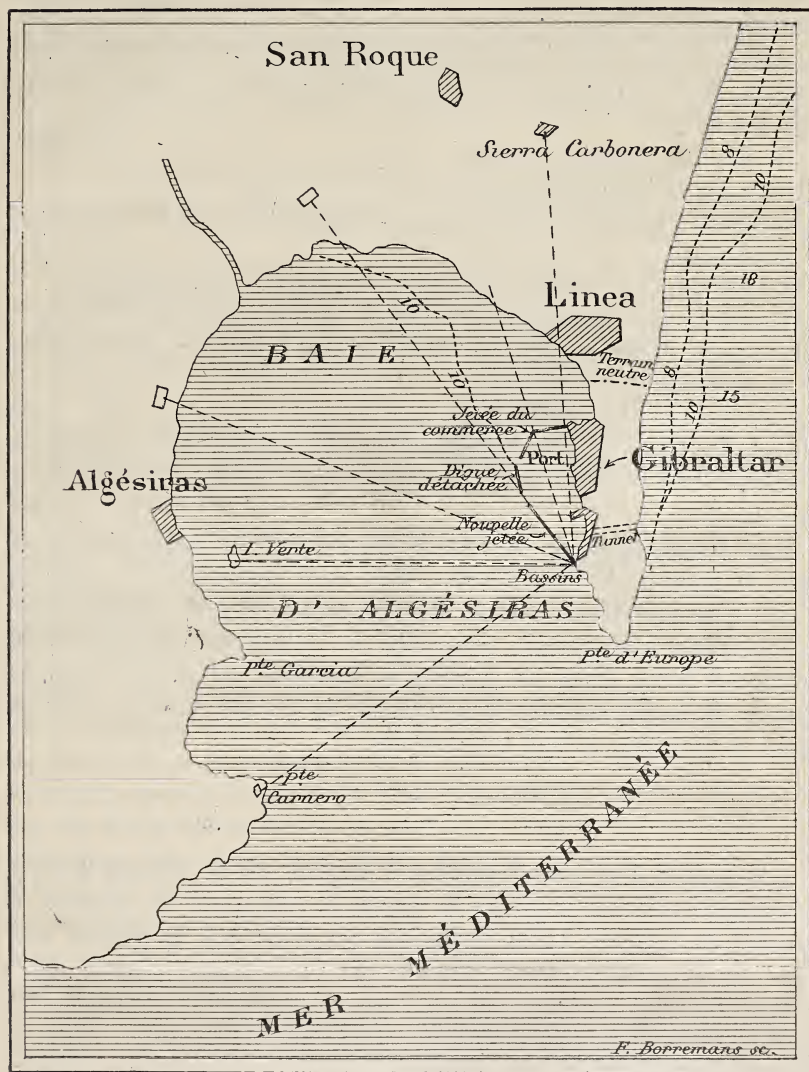 San Roque
Sierra Carbonera
8
10
18
Linea
10
BAIE
Terrain
neutre
8
15
10
10
Jetée du
commerce
Port
Gibraltar
Digue
détachée
Algésiras
Nouvelle
jetée
Tunnel
I. Verte
Bassins
D' ALGÉSIRAS
Pte Garcia
Pte d'Europe
Pte
Carnero
MER MÉDITERRANÉE
F. Borremans sc.